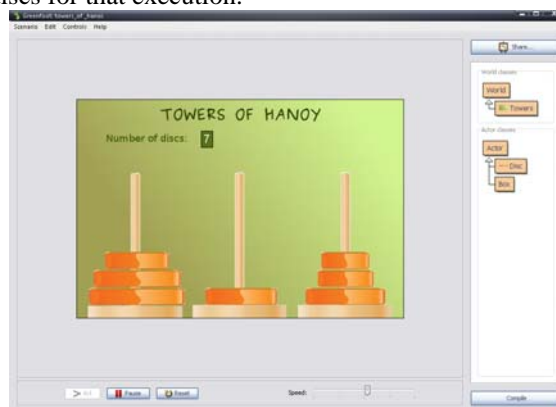 ises for that execution.
Greenfoot: towers_of_hanoi
Scenario Edit Controls Help
Share...
World classes
World
Towers
Actor classes
Actor
Disc
Box
TOWERS OF HANOY
Number of discs: 7
Act
Pause
Reset
Speed:
Compile